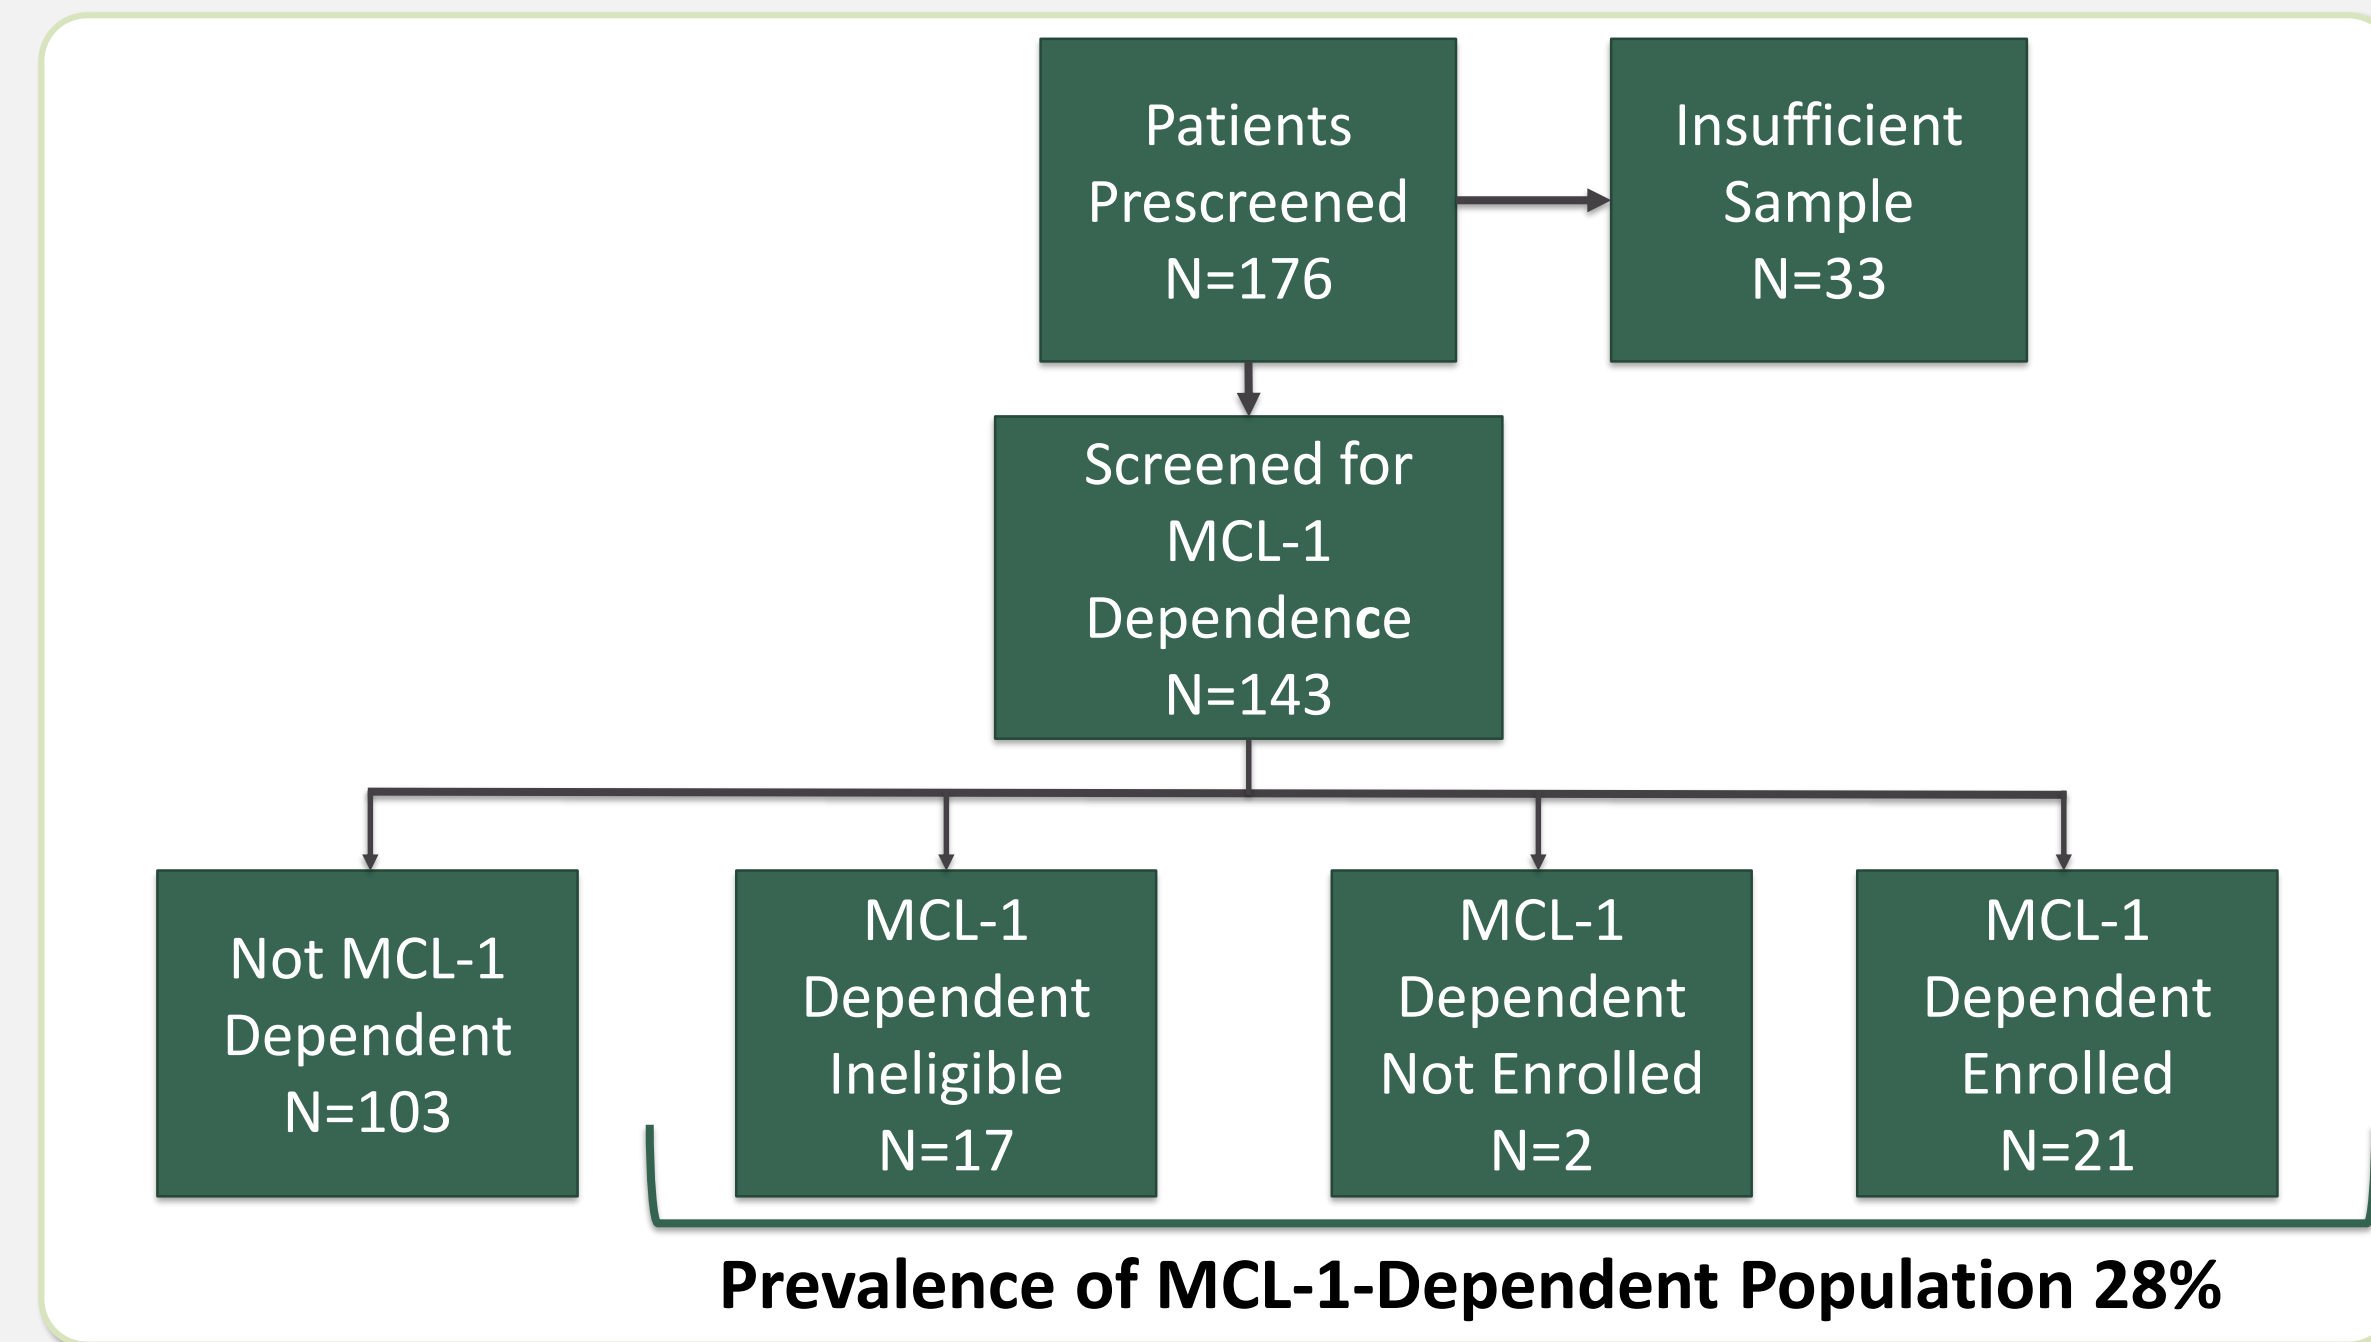 Patients
Prescreened
N=176
Insufficient
Sample
N=33
Screened for
MCL-1
Dependence
N=143
Not MCL-1
Dependent
N=103
MCL-1
Dependent
Ineligible
N=17
MCL-1
Dependent
Not Enrolled
N=2
MCL-1
Dependent
Enrolled
N=21
Prevalence of MCL-1-Dependent Population 28%